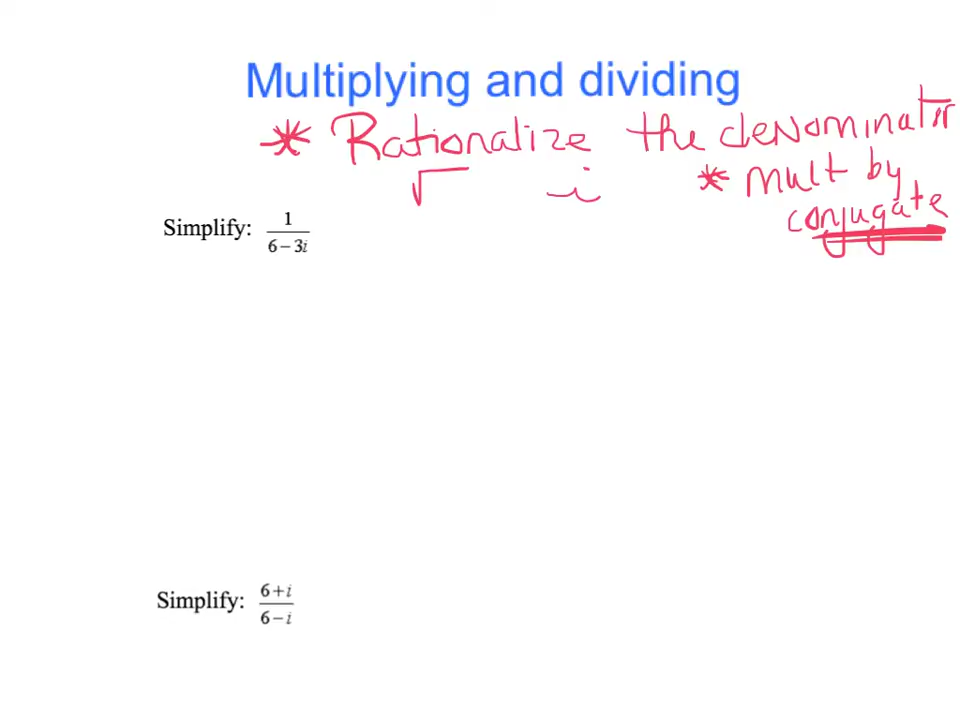 Multiplying and dividing
* Rationalize the denominator
√ i * mult by
conjugate
Simplify: 1/(6 − 3i)
Simplify: (6+i)/(6 − i)